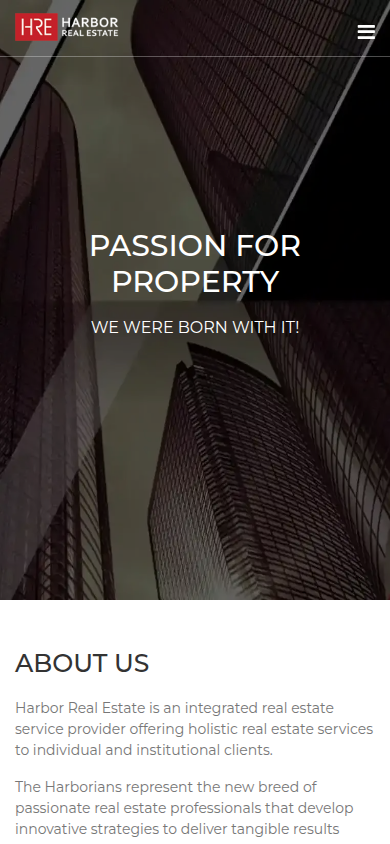 HRE HARBOR
REAL ESTATE
PASSION FOR
PROPERTY
WE WERE BORN WITH IT!
ABOUT US
Harbor Real Estate is an integrated real estate
service provider offering holistic real estate services
to individual and institutional clients.
The Harborians represent the new breed of
passionate real estate professionals that develop
innovative strategies to deliver tangible results